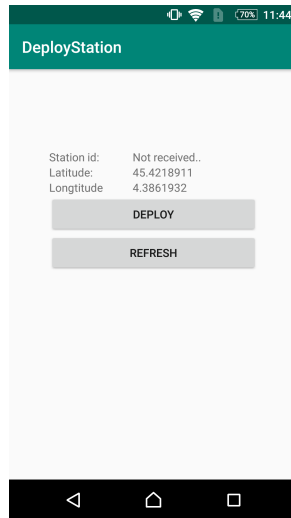 70% 11:44
DeployStation
Station id: Not received..
Latitude: 45.4218911
Longtitude 4.3861932
DEPLOY
REFRESH